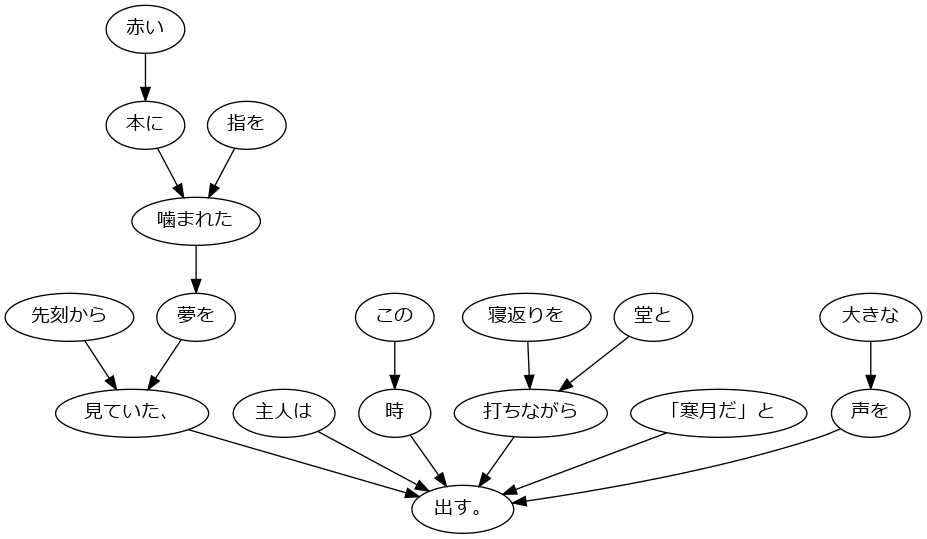 赤い
本に
指を
噛まれた
先刻から
夢を
この
寝返りを
堂と
大きな
見ていた、
主人は
時
打ちながら
「寒月だ」と
声を
出す。